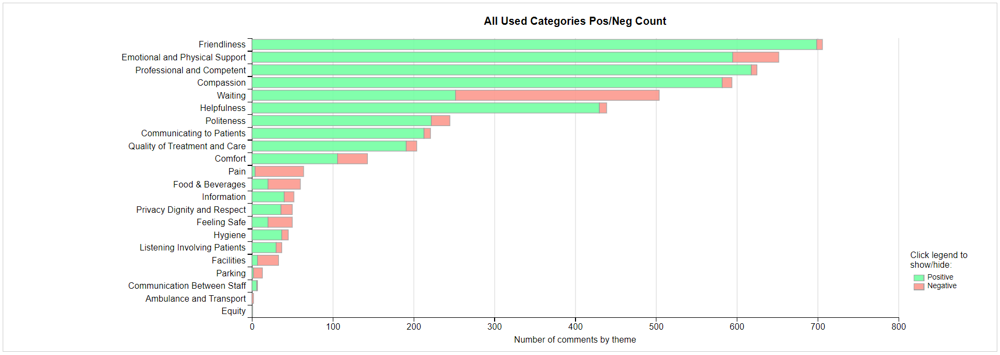 All Used Categories Pos/Neg Count
Friendliness
Emotional and Physical Support
Professional and Competent
Compassion
Waiting
Helpfulness
Politeness
Communicating to Patients
Quality of Treatment and Care
Comfort
Pain
Food & Beverages
Information
Privacy Dignity and Respect
Feeling Safe
Hygiene
Listening Involving Patients
Facilities
Parking
Communication Between Staff
Ambulance and Transport
Equity
0 100 200 300 400 500 600 700 800
Number of comments by theme
Click legend to
show/hide:
Positive
Negative